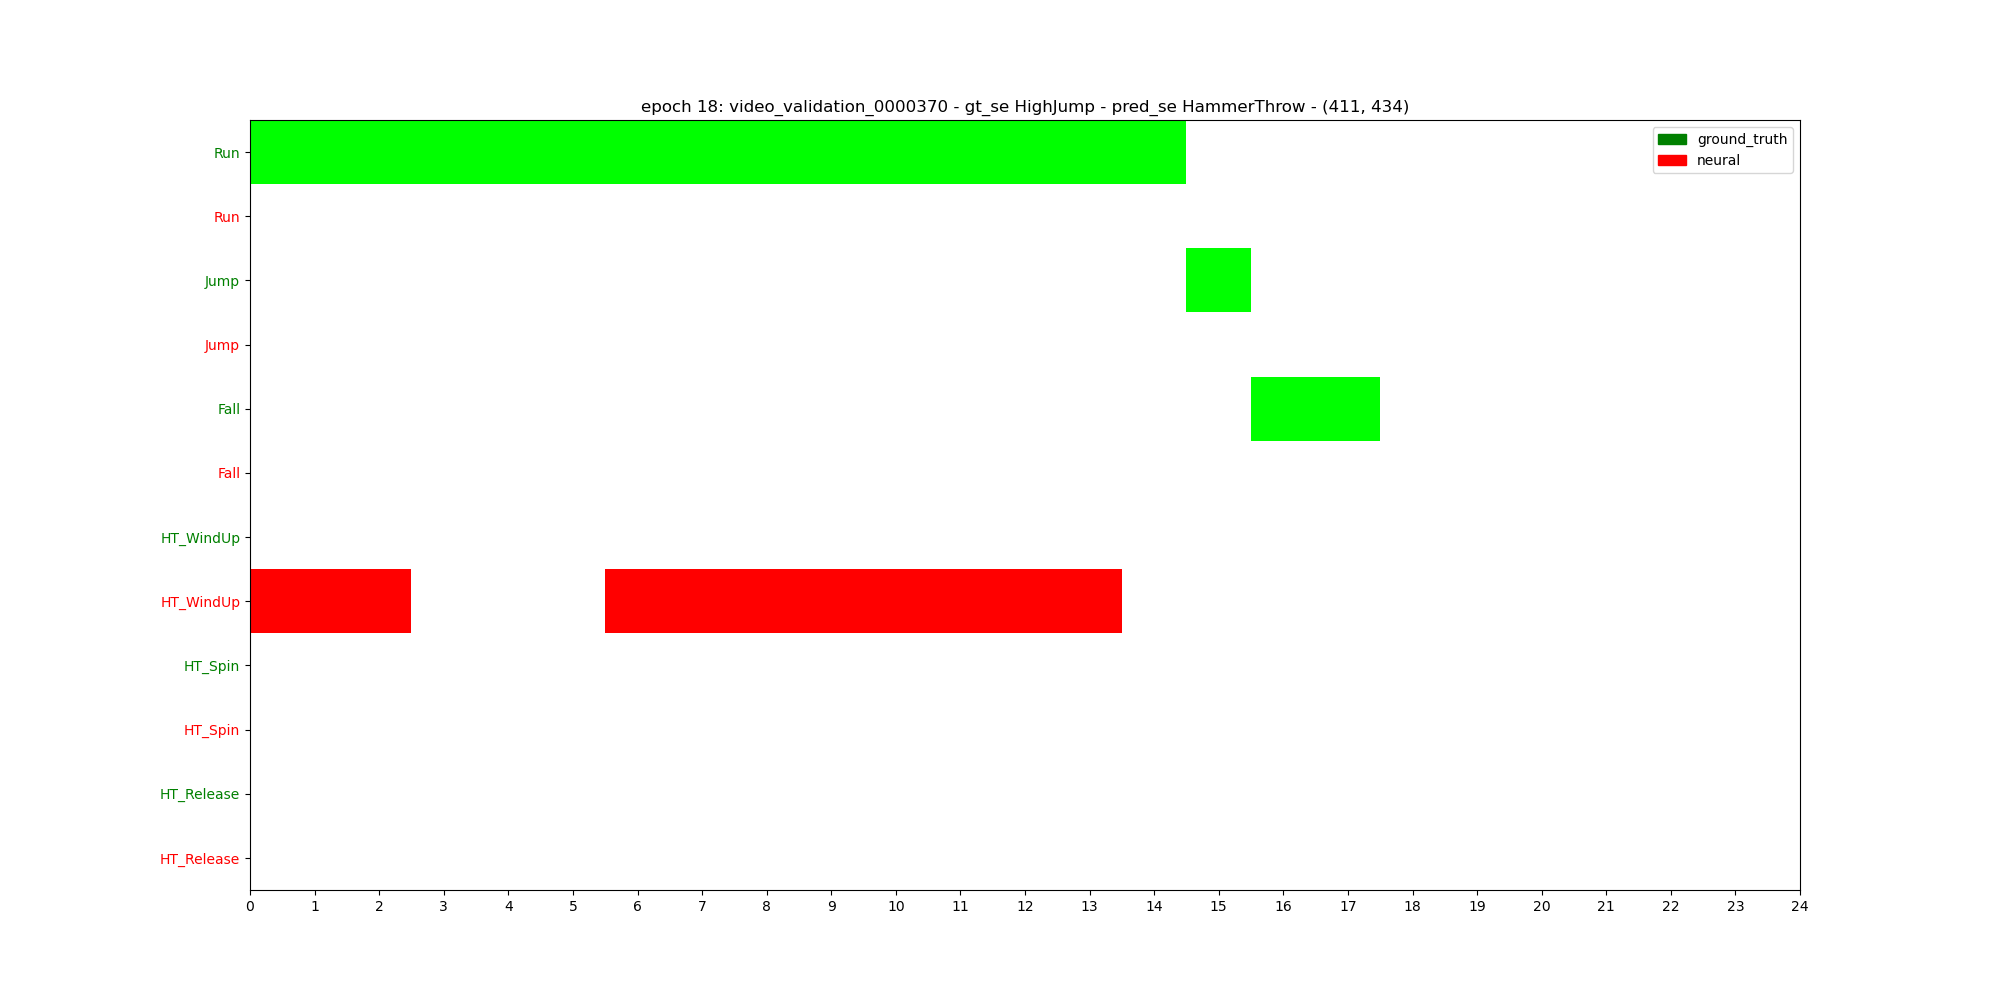 epoch 18: video_validation_0000370 - gt_se HighJump - pred_se HammerThrow - (411, 434)
ground_truth
neural
Run
Run
Jump
Jump
Fall
Fall
HT_WindUp
HT_WindUp
HT_Spin
HT_Spin
HT_Release
HT_Release
0 1 2 3 4 5 6 7 8 9 10 11 12 13 14 15 16 17 18 19 20 21 22 23 24